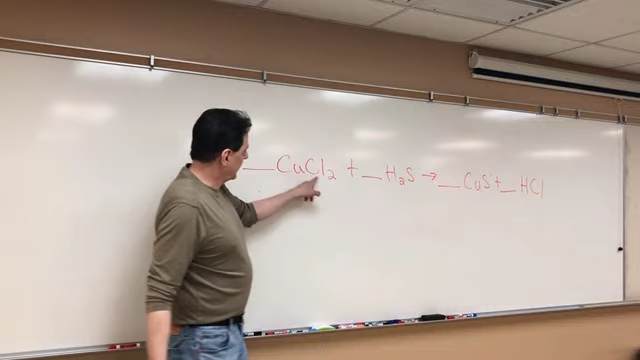 __CuCl₂ + __H₂S → __CuS + __HCl